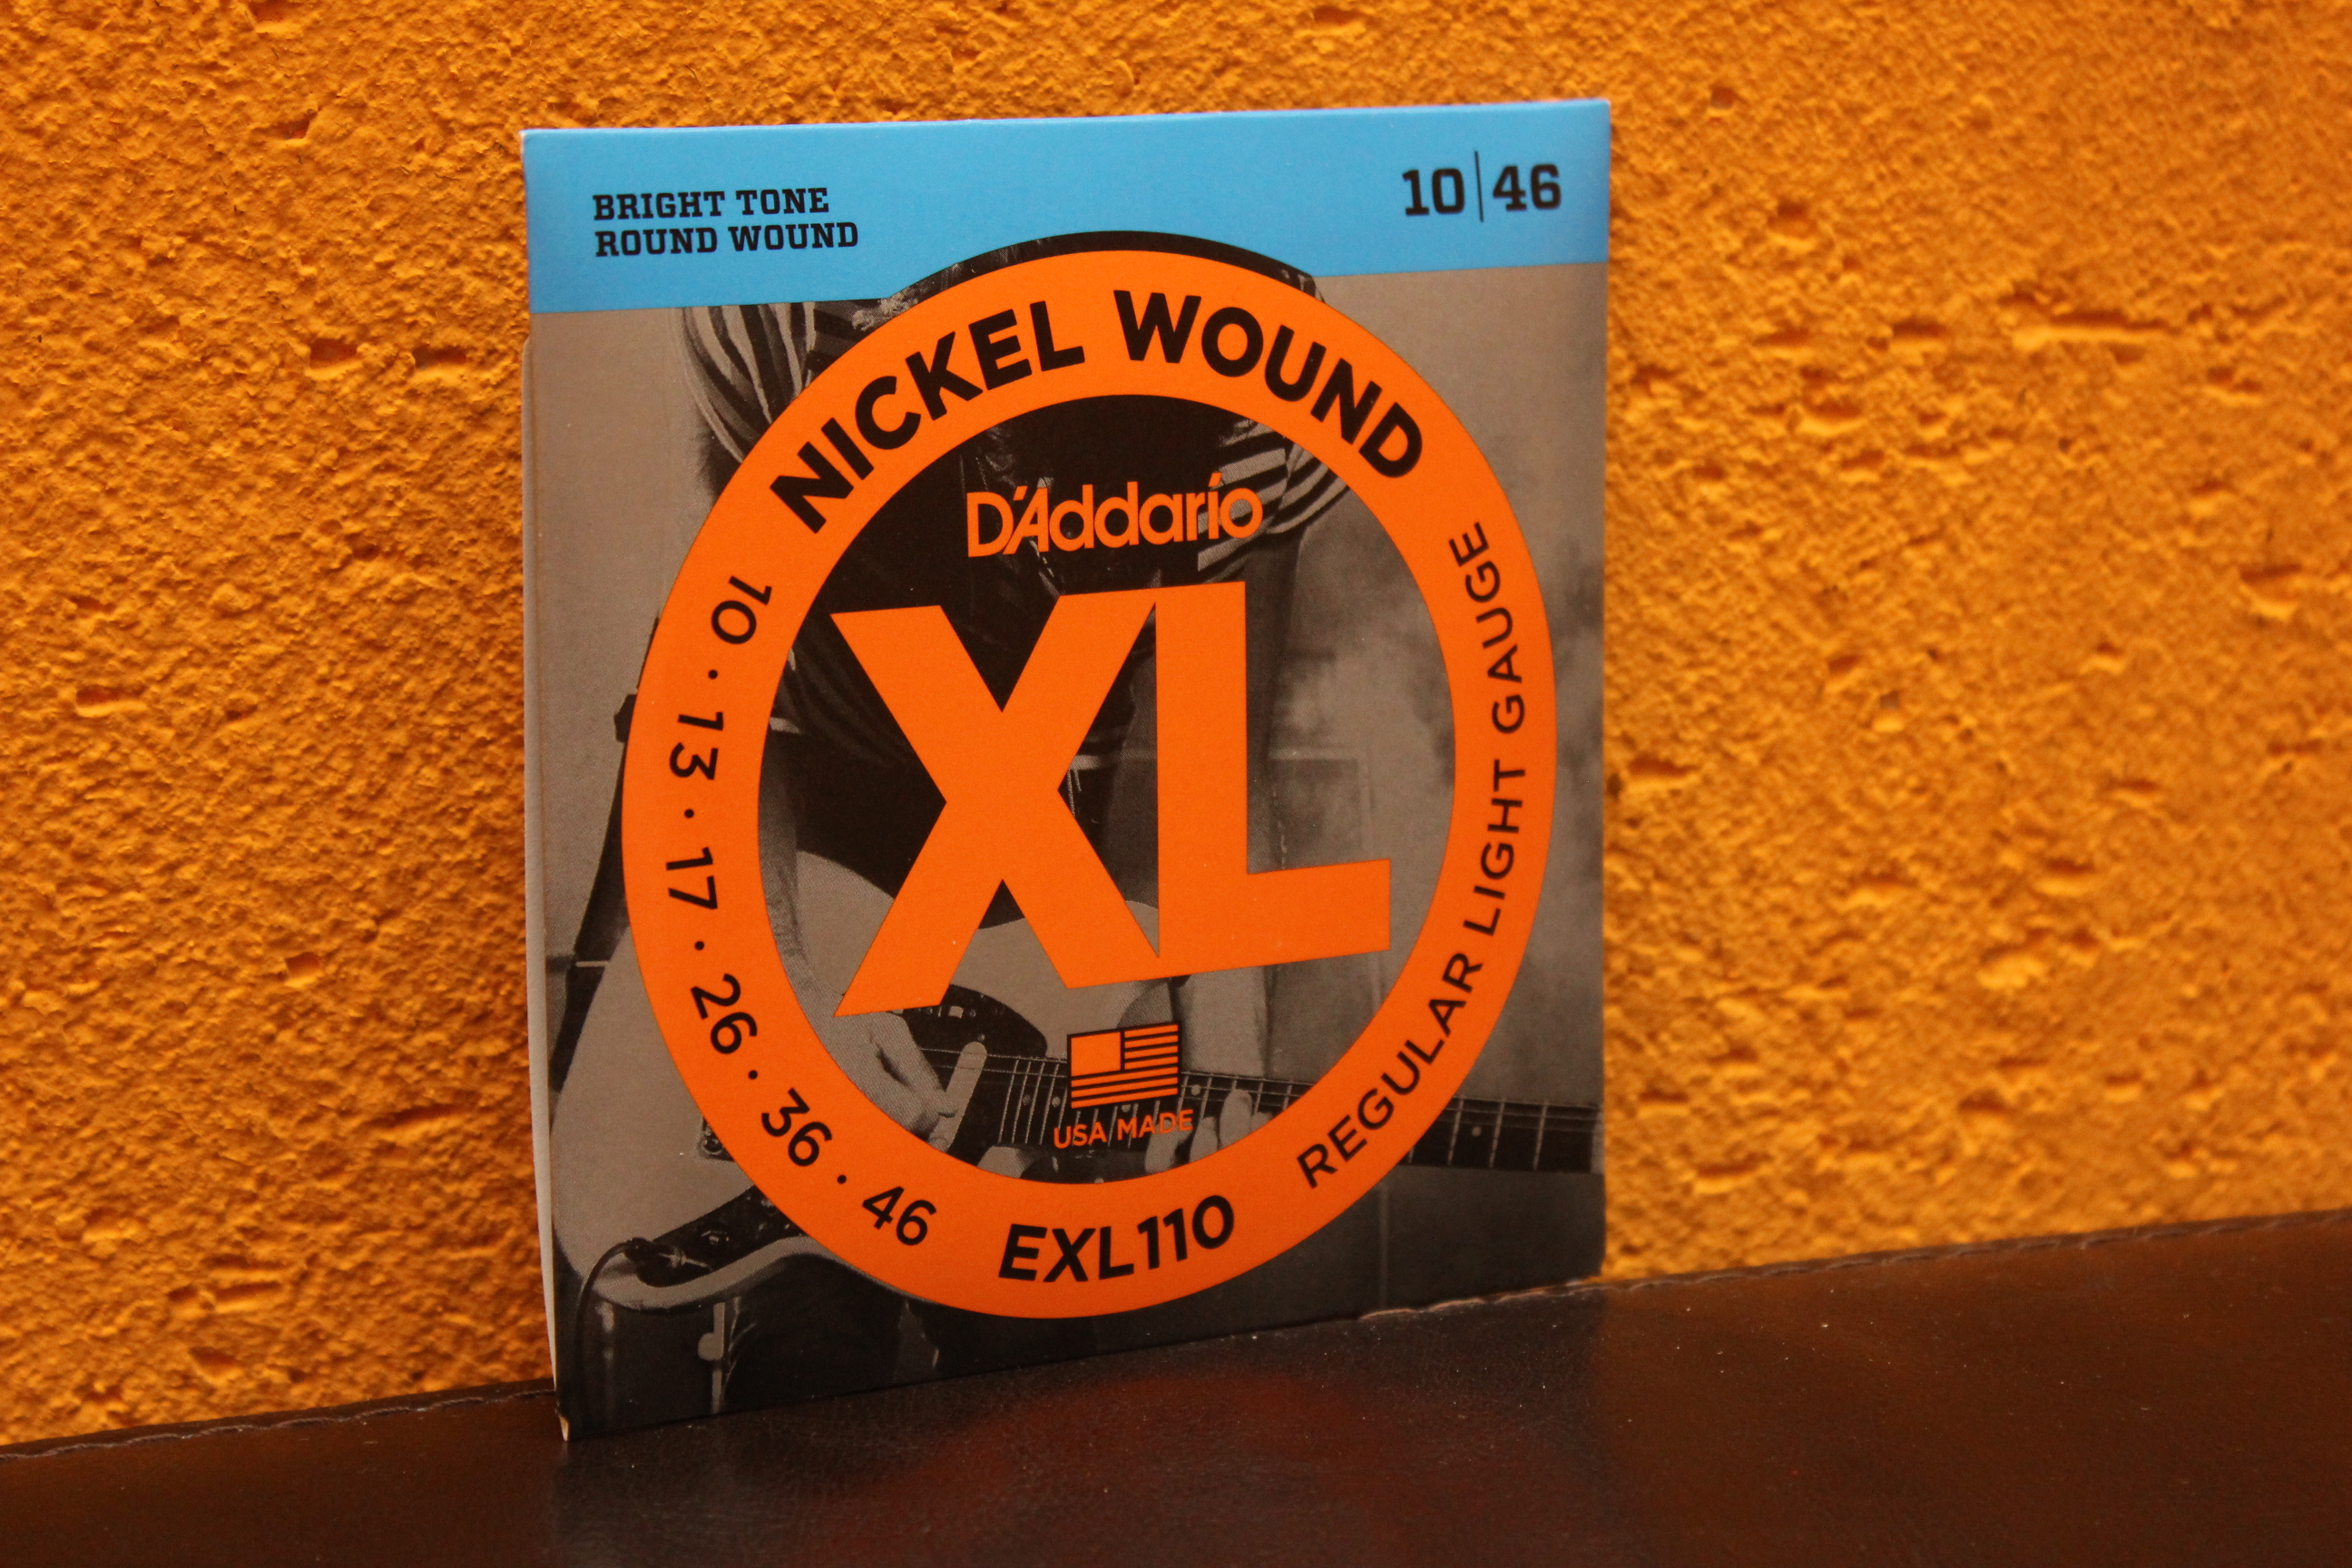 BRIGHT TONE
ROUND WOUND
10|46
NICKEL WOUND
D'Addario
XL
USA MADE
10 · 13 · 17 · 26 · 36 · 46
EXL110
REGULAR LIGHT GAUGE